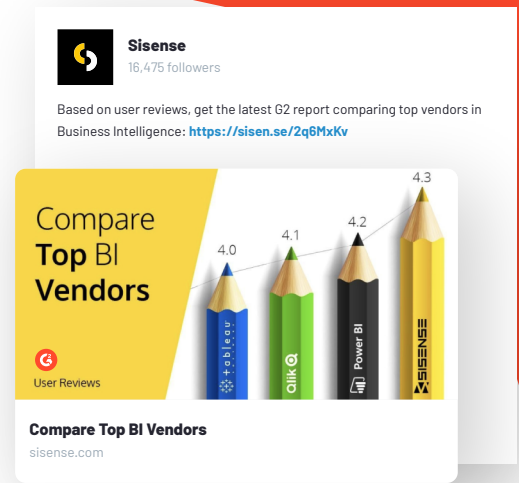 Sisense
16,475 followers
Based on user reviews, get the latest G2 report comparing top vendors in
Business Intelligence: https://sisen.se/2q6MxKv
Compare
Top BI
Vendors
4.0
4.1
4.2
4.3
tableau
Qlik
Power BI
SISENSE
G2
User Reviews
Compare Top BI Vendors
sisense.com